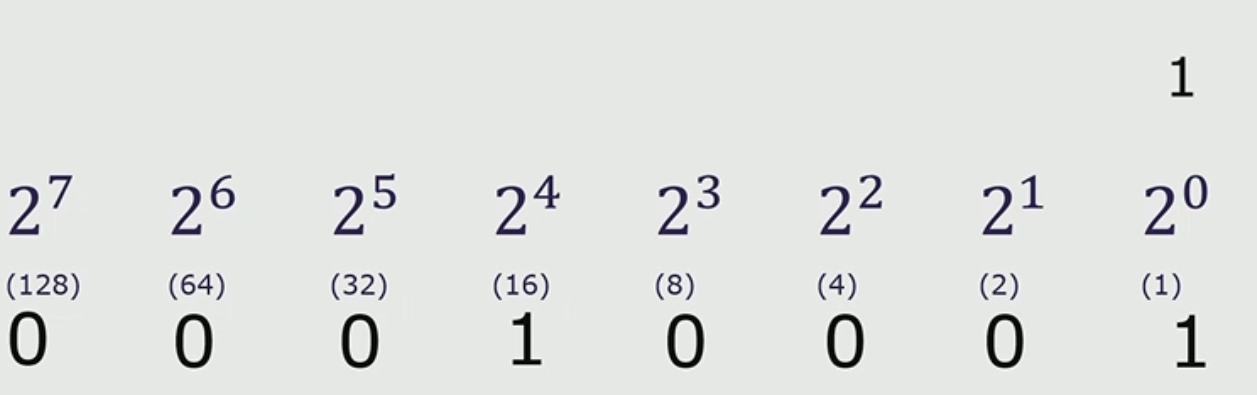 1
2⁷ 2⁶ 2⁵ 2⁴ 2³ 2² 2¹ 2⁰
(128) (64) (32) (16) (8) (4) (2) (1)
0 0 0 1 0 0 0 1